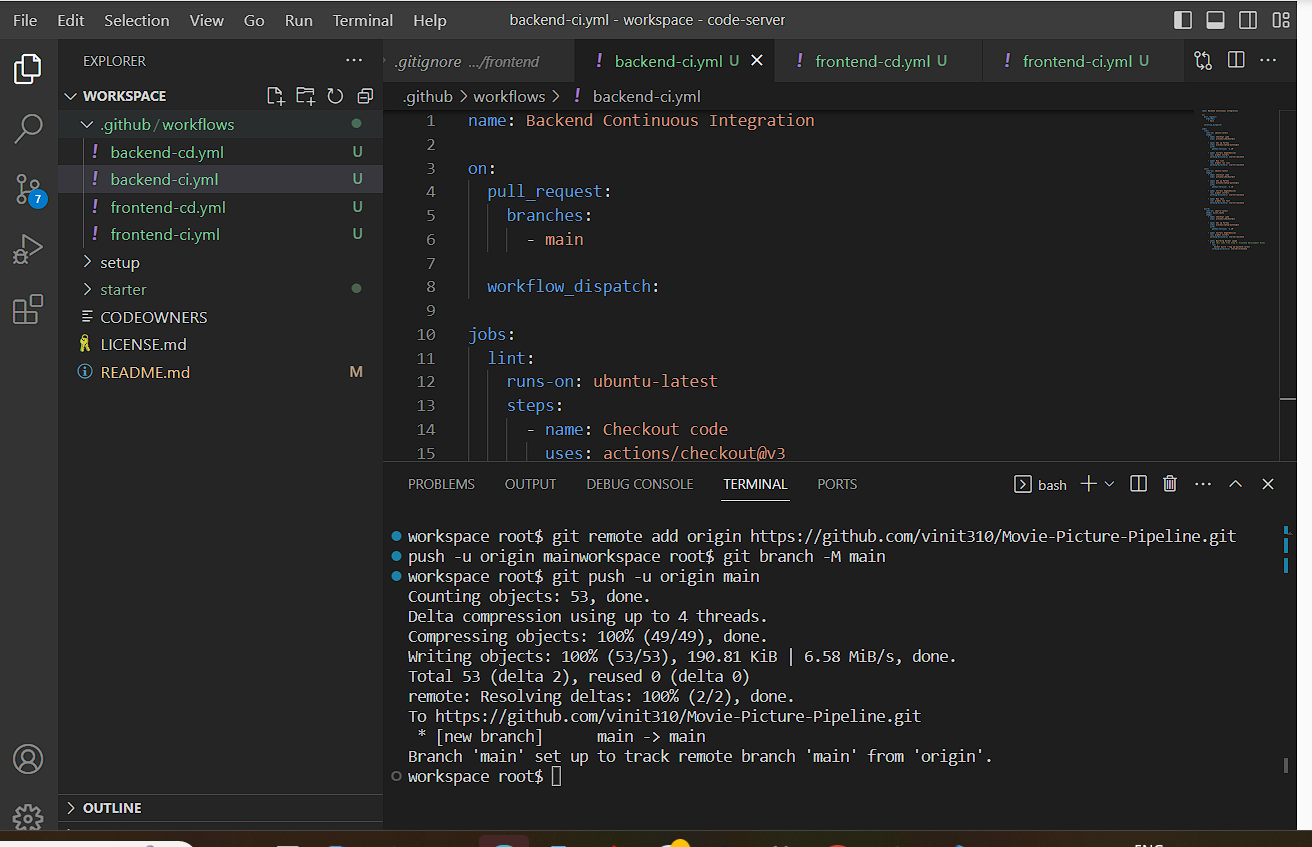 File Edit Selection View Go Run Terminal Help
backend-ci.yml - workspace - code-server
EXPLORER
WORKSPACE
.github / workflows
backend-cd.yml U
backend-ci.yml U
frontend-cd.yml U
frontend-ci.yml U
setup
starter
CODEOWNERS
LICENSE.md
README.md M
7
OUTLINE
.gitignore .../frontend
! backend-ci.yml U
! frontend-cd.yml U
! frontend-ci.yml U
.github > workflows > ! backend-ci.yml
1 name: Backend Continuous Integration
2
3 on:
4 pull_request:
5 branches:
6 - main
7
8 workflow_dispatch:
9
10 jobs:
11 lint:
12 runs-on: ubuntu-latest
13 steps:
14 - name: Checkout code
15 uses: actions/checkout@v3
PROBLEMS OUTPUT DEBUG CONSOLE TERMINAL PORTS
bash
workspace root$ git remote add origin https://github.com/vinit310/Movie-Picture-Pipeline.git
push -u origin mainworkspace root$ git branch -M main
workspace root$ git push -u origin main
Counting objects: 53, done.
Delta compression using up to 4 threads.
Compressing objects: 100% (49/49), done.
Writing objects: 100% (53/53), 190.81 KiB | 6.58 MiB/s, done.
Total 53 (delta 2), reused 0 (delta 0)
remote: Resolving deltas: 100% (2/2), done.
To https://github.com/vinit310/Movie-Picture-Pipeline.git
* [new branch] main -> main
Branch 'main' set up to track remote branch 'main' from 'origin'.
workspace root$